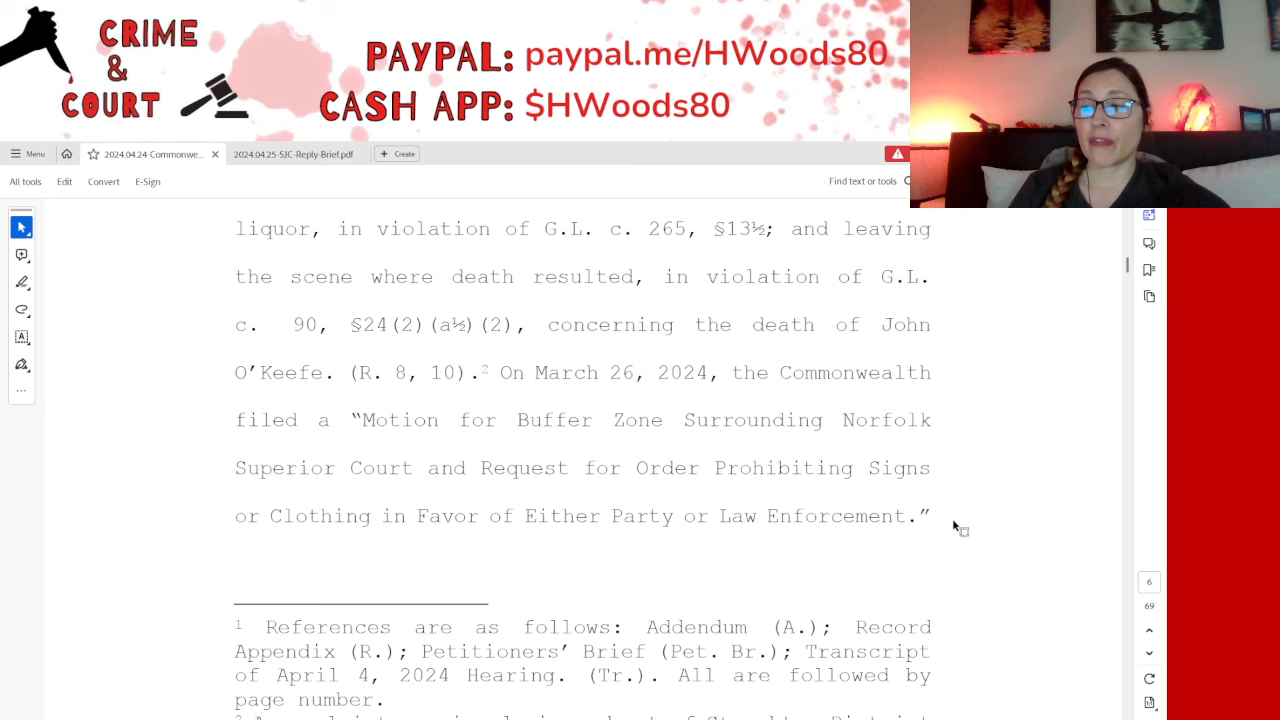 CRIME
&
COURT
PAYPAL: paypal.me/HWoods80
CASH APP: $HWoods80
Menu
2024.04.24-Commonwe...
2024.04.25-SJC-Reply-Brief.pdf
+ Create
All tools
Edit
Convert
E-Sign
Find text or tools
liquor, in violation of G.L. c. 265, §13½; and leaving
the scene where death resulted, in violation of G.L.
c. 90, §24(2)(a½)(2), concerning the death of John
O’Keefe. (R. 8, 10).² On March 26, 2024, the Commonwealth
filed a “Motion for Buffer Zone Surrounding Norfolk
Superior Court and Request for Order Prohibiting Signs
or Clothing in Favor of Either Party or Law Enforcement.”
¹ References are as follows: Addendum (A.); Record
Appendix (R.); Petitioners’ Brief (Pet. Br.); Transcript
of April 4, 2024 Hearing. (Tr.). All are followed by
page number.
6
69